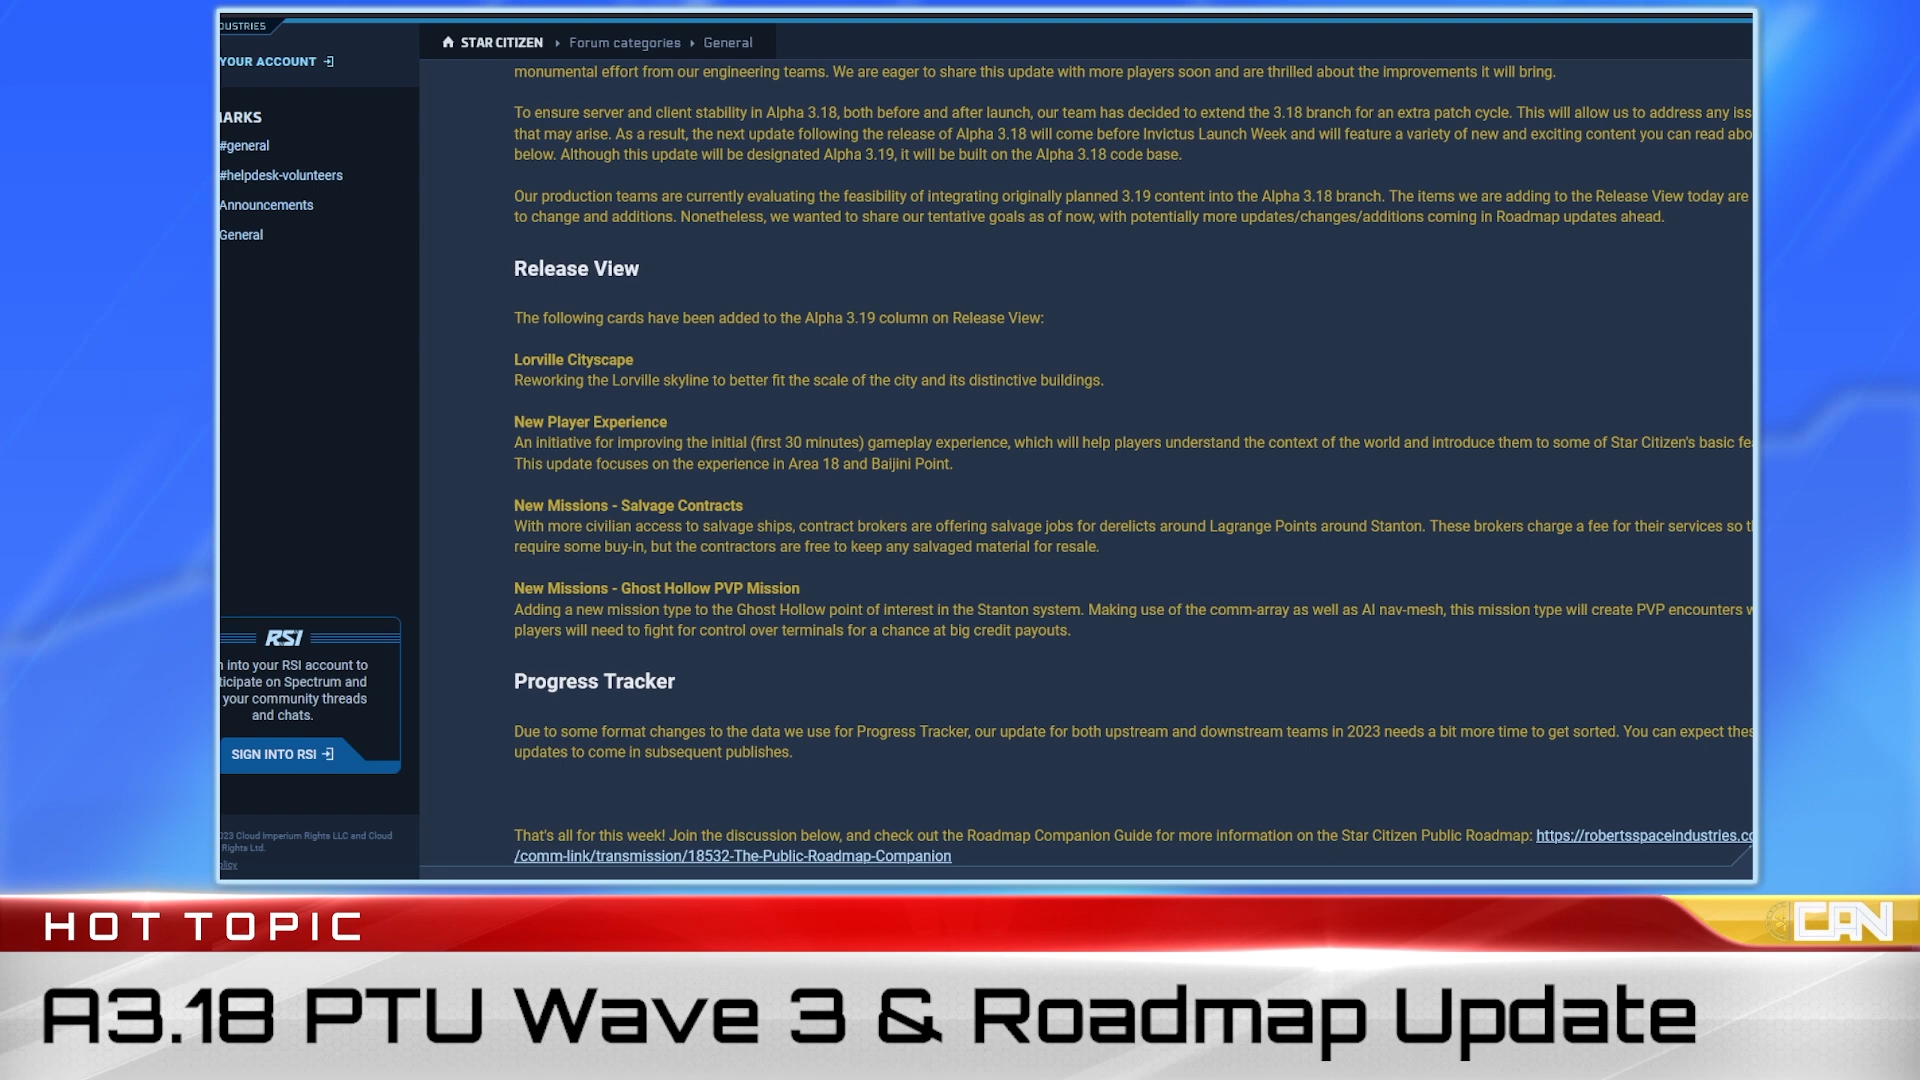 DUSTRIES
YOUR ACCOUNT
STAR CITIZEN
Forum categories
General
ARKS
#general
#helpdesk-volunteers
Announcements
General
RSI
into your RSI account to
ticipate on Spectrum and
your community threads
and chats.
SIGN INTO RSI
23 Cloud Imperium Rights LLC and Cloud
Rights Ltd.
olicy
monumental effort from our engineering teams. We are eager to share this update with more players soon and are thrilled about the improvements it will bring.
To ensure server and client stability in Alpha 3.18, both before and after launch, our team has decided to extend the 3.18 branch for an extra patch cycle. This will allow us to address any iss
that may arise. As a result, the next update following the release of Alpha 3.18 will come before Invictus Launch Week and will feature a variety of new and exciting content you can read abo
below. Although this update will be designated Alpha 3.19, it will be built on the Alpha 3.18 code base.
Our production teams are currently evaluating the feasibility of integrating originally planned 3.19 content into the Alpha 3.18 branch. The items we are adding to the Release View today are
to change and additions. Nonetheless, we wanted to share our tentative goals as of now, with potentially more updates/changes/additions coming in Roadmap updates ahead.
Release View
The following cards have been added to the Alpha 3.19 column on Release View:
Lorville Cityscape
Reworking the Lorville skyline to better fit the scale of the city and its distinctive buildings.
New Player Experience
An initiative for improving the initial (first 30 minutes) gameplay experience, which will help players understand the context of the world and introduce them to some of Star Citizen's basic fe
This update focuses on the experience in Area 18 and Baijini Point.
New Missions - Salvage Contracts
With more civilian access to salvage ships, contract brokers are offering salvage jobs for derelicts around Lagrange Points around Stanton. These brokers charge a fee for their services so t
require some buy-in, but the contractors are free to keep any salvaged material for resale.
New Missions - Ghost Hollow PVP Mission
Adding a new mission type to the Ghost Hollow point of interest in the Stanton system. Making use of the comm-array as well as AI nav-mesh, this mission type will create PVP encounters w
players will need to fight for control over terminals for a chance at big credit payouts.
Progress Tracker
Due to some format changes to the data we use for Progress Tracker, our update for both upstream and downstream teams in 2023 needs a bit more time to get sorted. You can expect thes
updates to come in subsequent publishes.
That's all for this week! Join the discussion below, and check out the Roadmap Companion Guide for more information on the Star Citizen Public Roadmap: https://robertsspaceindustries.co
/comm-link/transmission/18532-The-Public-Roadmap-Companion
HOT TOPIC
CAN
A3.18 PTU Wave 3 & Roadmap Update